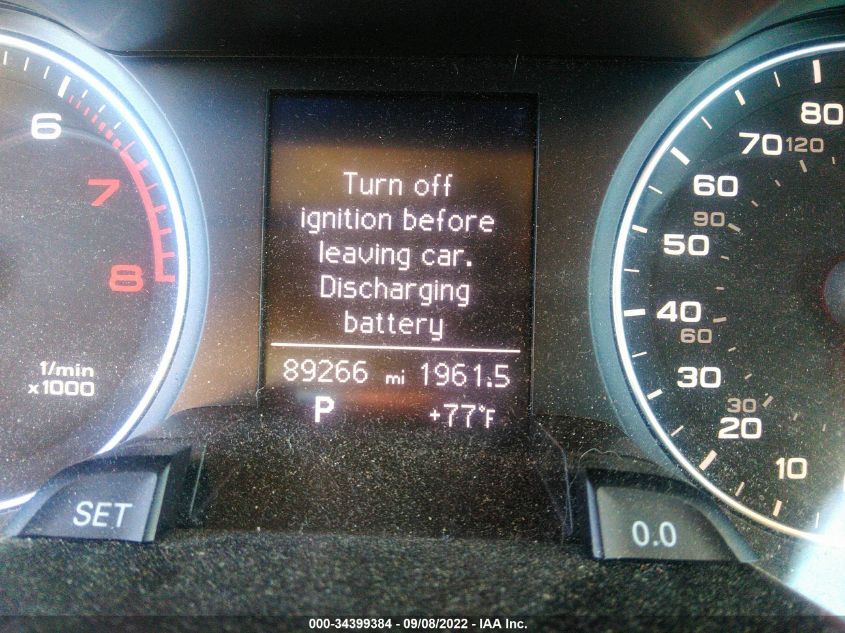 6
7
8
1/min
x1000
Turn off
ignition before
leaving car.
Discharging
battery
89266 mi 1961.5
P +77°F
80
70 120
60
90
50
40
60
30
30
20
10
SET
0.0
000-34399384 - 09/08/2022 - IAA Inc.